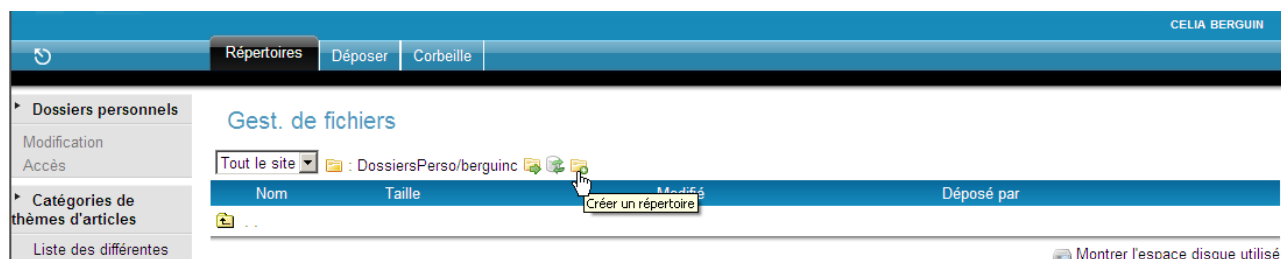 CELIA BERGUIN
Répertoires Déposer Corbeille
Dossiers personnels
Modification
Accès
Catégories de
thèmes d'articles
Liste des différentes
Gest. de fichiers
Tout le site : DossiersPerso/berguinc
Nom Taille Modifié Déposé par
Créer un répertoire
. .
Montrer l'espace disque utilisé